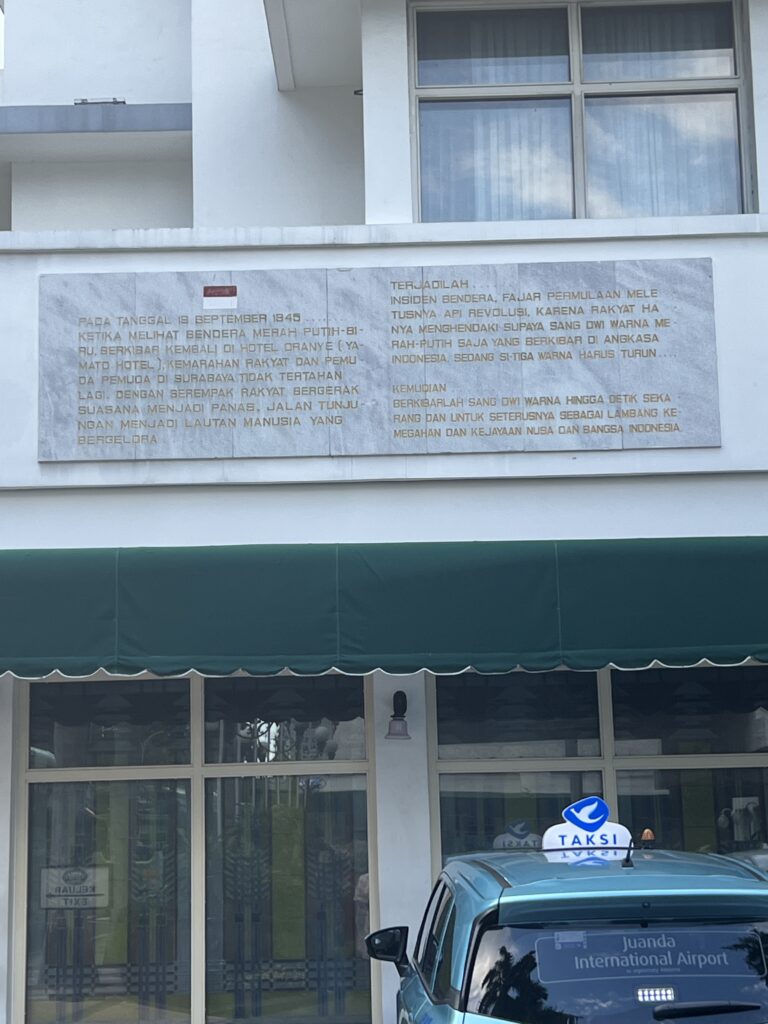 PADA TANGGAL 19 SEPTEMBER 1945........
KETIKA MELIHAT BENDERA MERAH PUTIH-BI-
RU, BERKIBAR KEMBALI DI HOTEL ORANYE (YA-
MATO HOTEL), KEMARAHAN RAKYAT DAN PEMU
DA PEMUDA DI SURABAYA TIDAK TERTAHAN
LAGI. DENGAN SEREMPAK RAKYAT BERGERAK
SUASANA MENJADI PANAS, JALAN TUNJU-
NGAN MENJADI LAUTAN MANUSIA YANG
BERGELORA
TERJADILAH....
INSIDEN BENDERA, FAJAR PERMULAAN MELE
TUSNYA API REVOLUSI, KARENA RAKYAT HA
NYA MENGHENDAKI SUPAYA SANG DWI WARNA ME
RAH-PUTIH SAJA YANG BERKIBAR DI ANGKASA
INDONESIA, SEDANG SI-TIGA WARNA HARUS TURUN....
KEMUDIAN
BERKIBARLAH SANG DWI WARNA HINGGA DETIK SEKA
RANG DAN UNTUK SETERUSNYA SEBAGAI LAMBANG KE-
MEGAHAN DAN KEJAYAAN NUSA DAN BANGSA INDONESIA.
TAKSI
KELUAR
EXIT
Juanda
International Airport